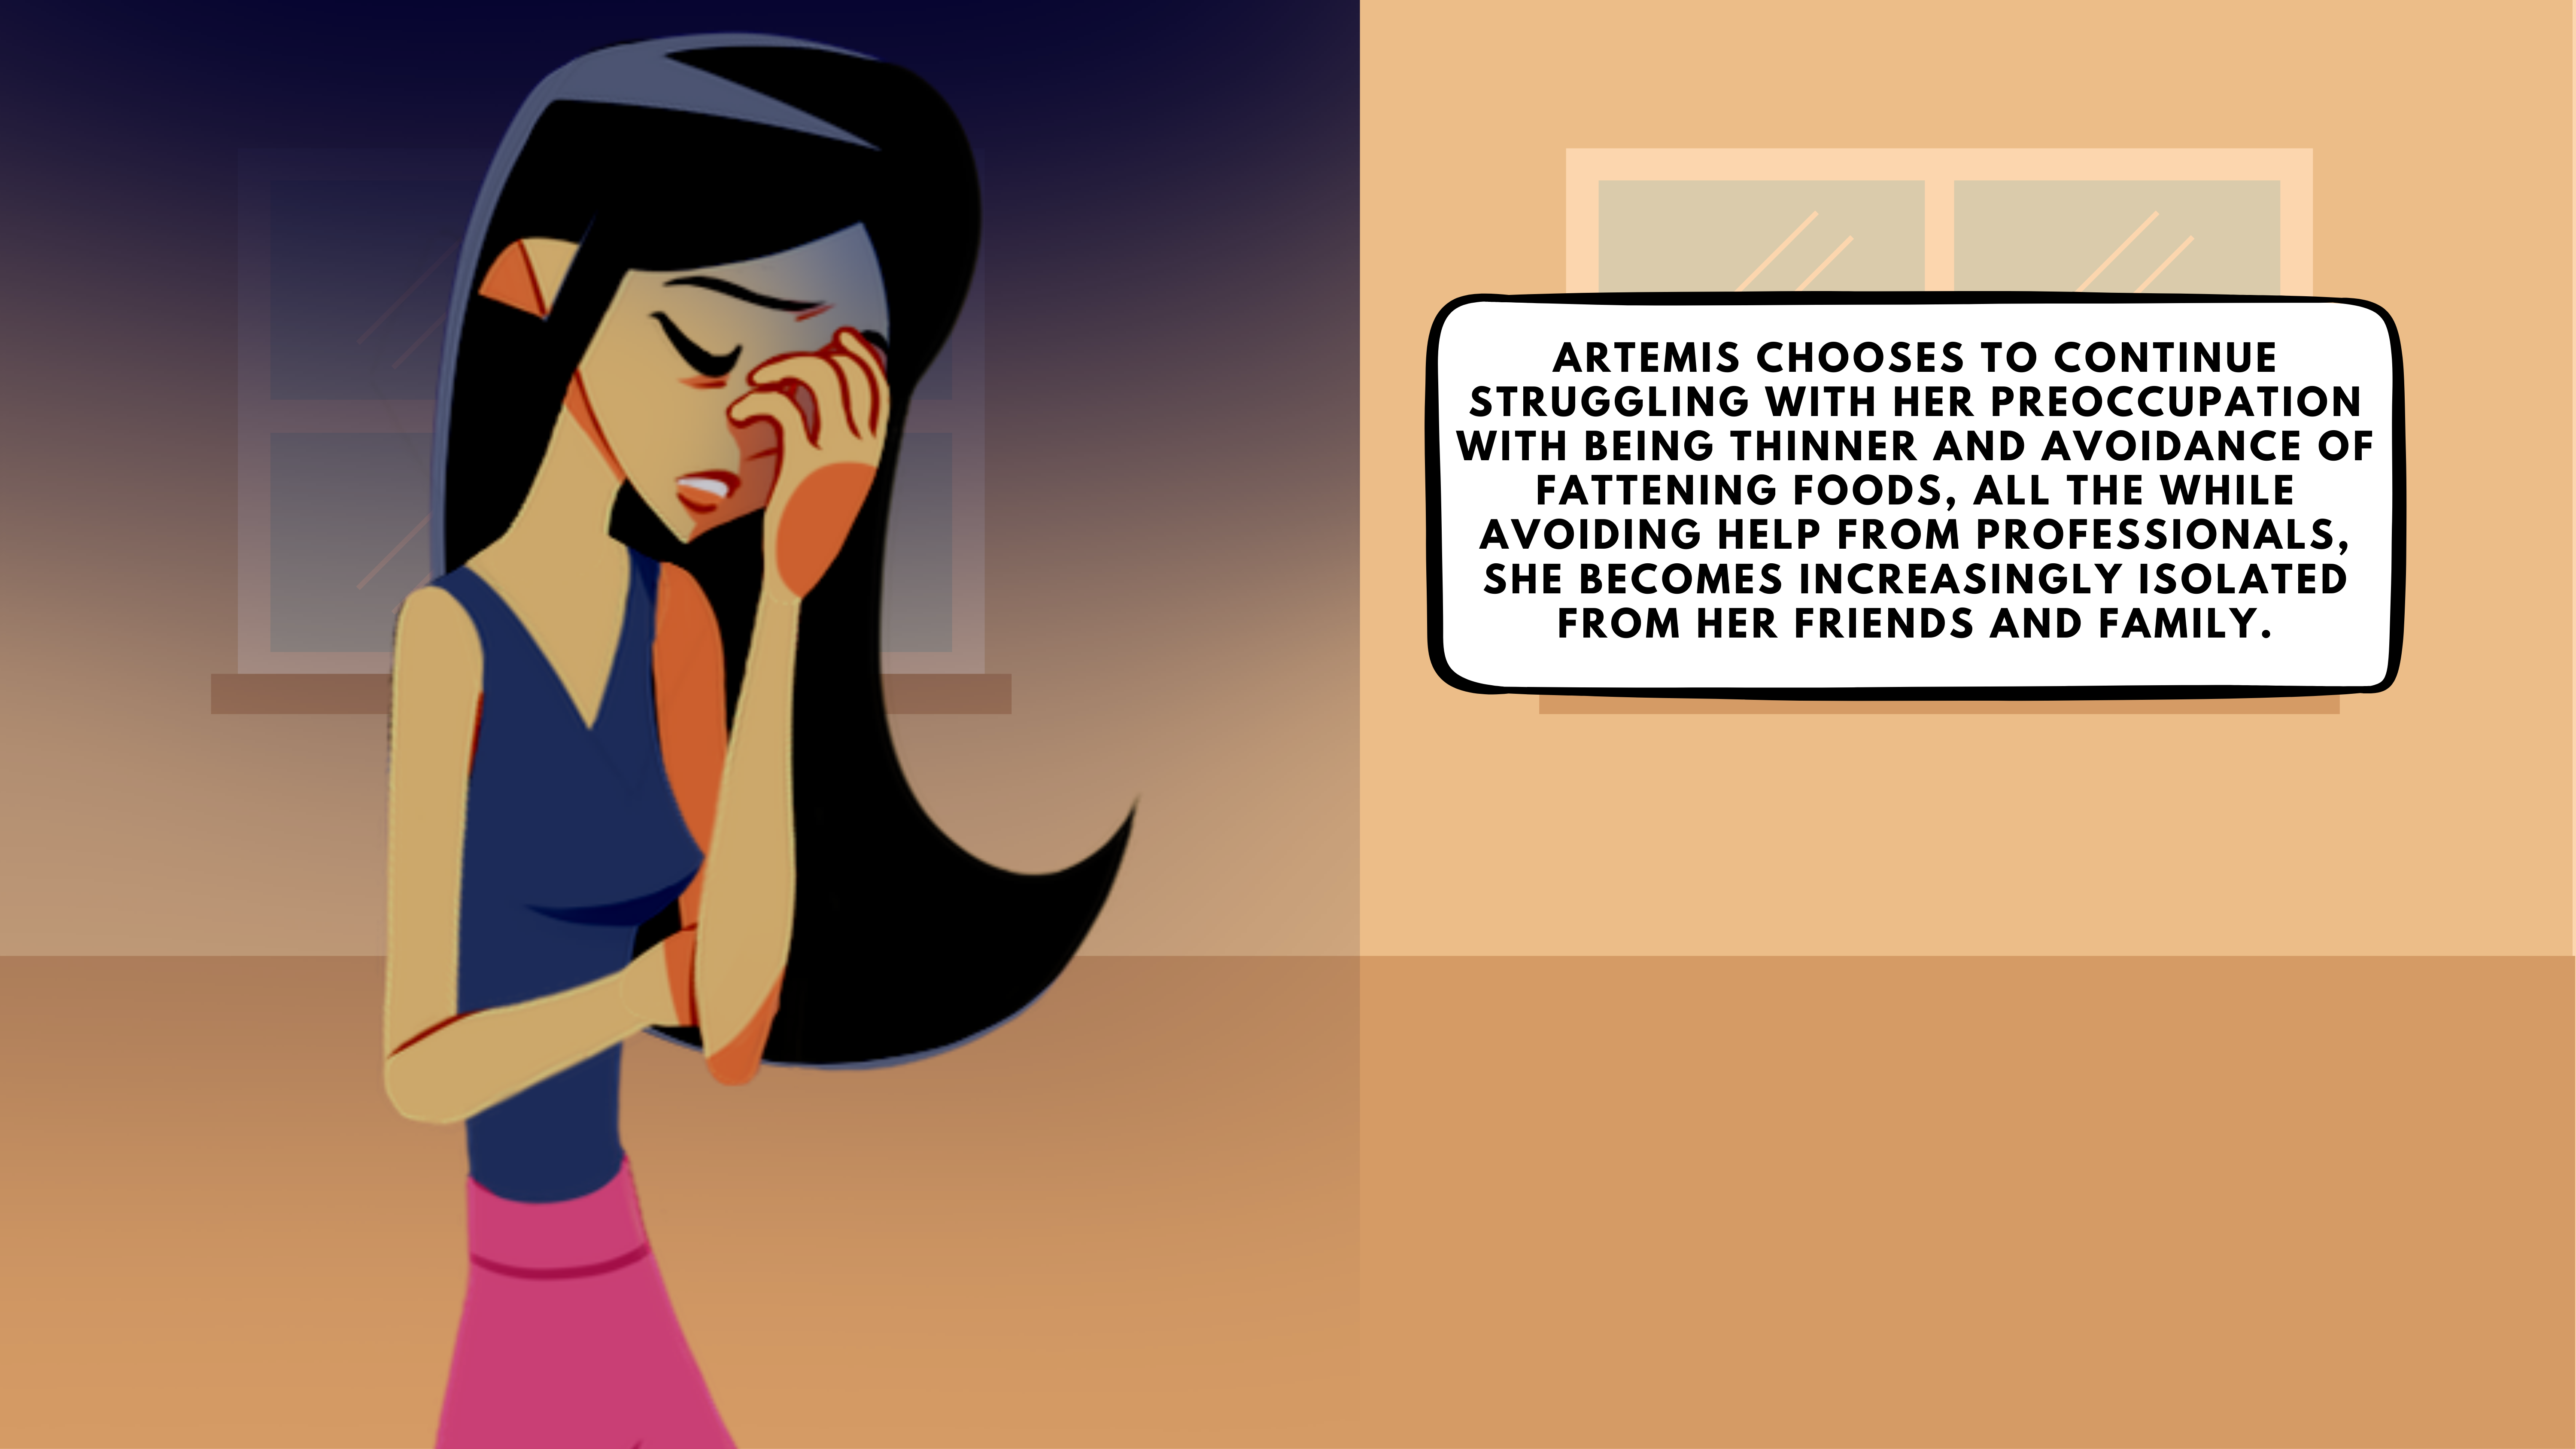 ARTEMIS CHOOSES TO CONTINUE
STRUGGLING WITH HER PREOCCUPATION
WITH BEING THINNER AND AVOIDANCE OF
FATTENING FOODS, ALL THE WHILE
AVOIDING HELP FROM PROFESSIONALS,
SHE BECOMES INCREASINGLY ISOLATED
FROM HER FRIENDS AND FAMILY.